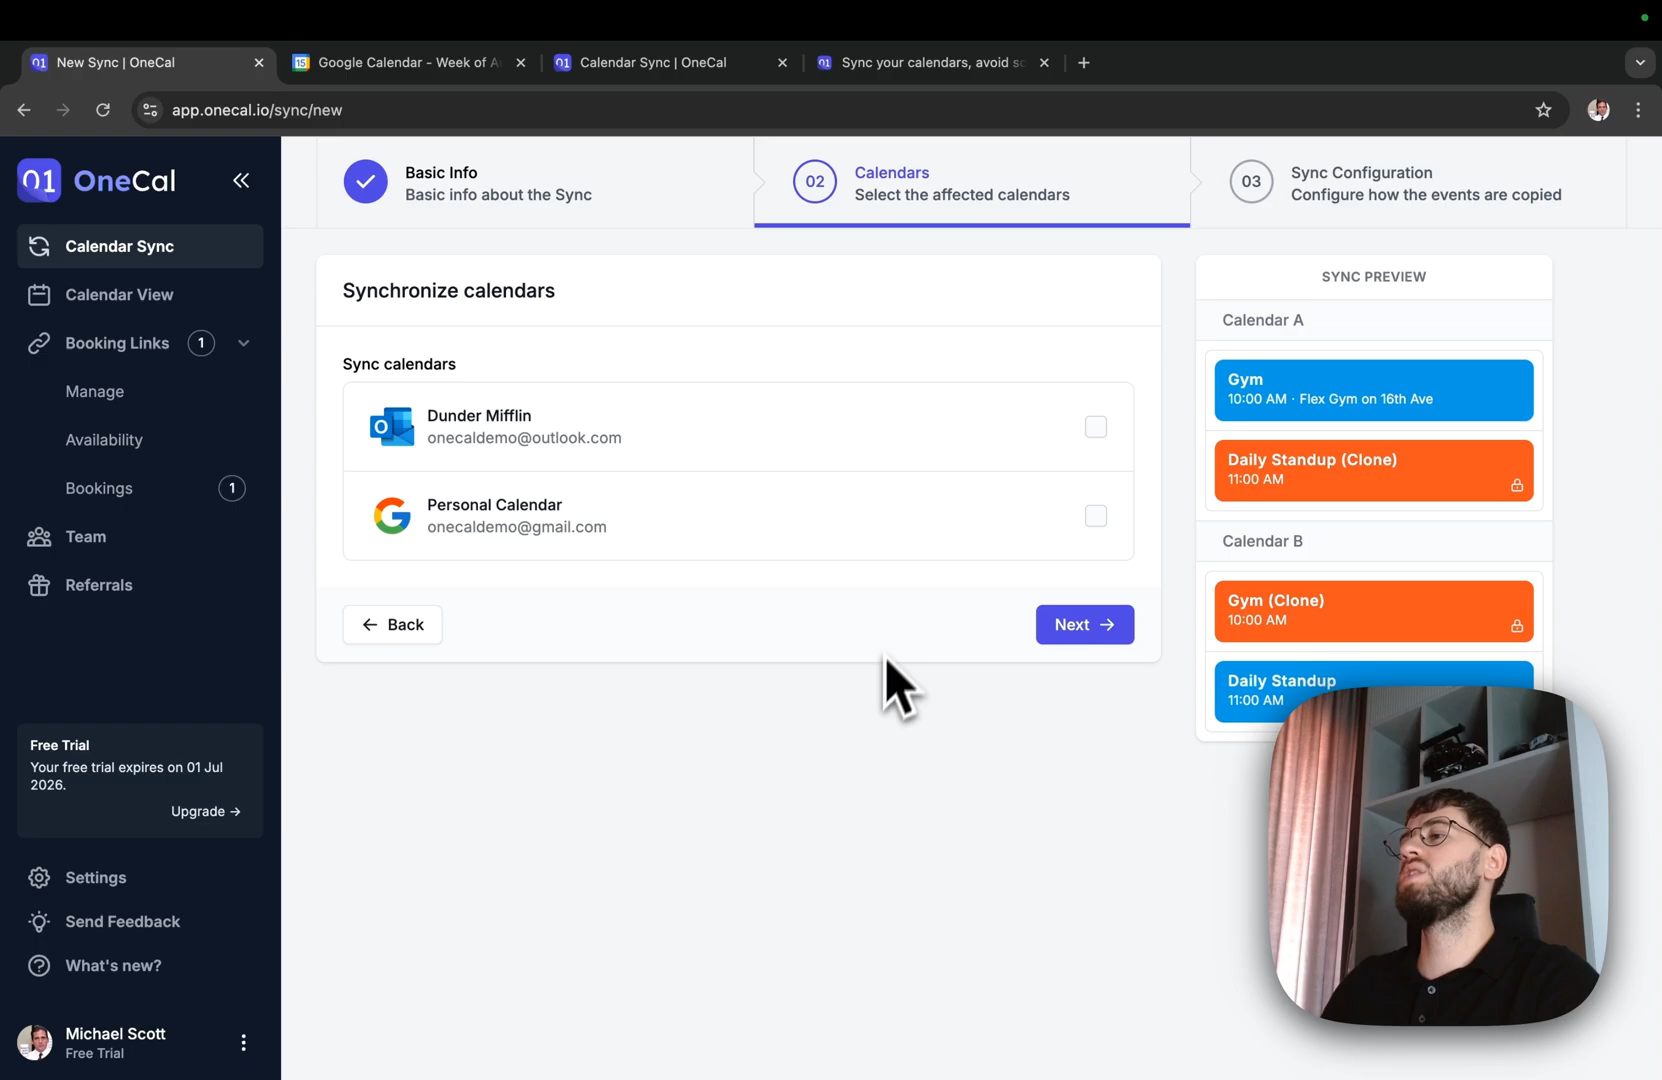 New Sync | OneCal
Google Calendar - Week of
Calendar Sync | OneCal
Sync your calendars, avoid
app.onecal.io/sync/new
01 OneCal
Calendar Sync
Calendar View
Booking Links 1
Manage
Availability
Bookings 1
Team
Referrals
Free Trial
Your free trial expires on 01 Jul
2026.
Upgrade →
Settings
Send Feedback
What's new?
Michael Scott
Free Trial
Basic Info
Basic info about the Sync
02
Calendars
Select the affected calendars
03
Sync Configuration
Configure how the events are copied
Synchronize calendars
Sync calendars
Dunder Mifflin
onecaldemo@outlook.com
Personal Calendar
onecaldemo@gmail.com
← Back
Next →
SYNC PREVIEW
Calendar A
Gym
10:00 AM · Flex Gym on 16th Ave
Daily Standup (Clone)
11:00 AM
Calendar B
Gym (Clone)
10:00 AM
Daily Standup
11:00 AM